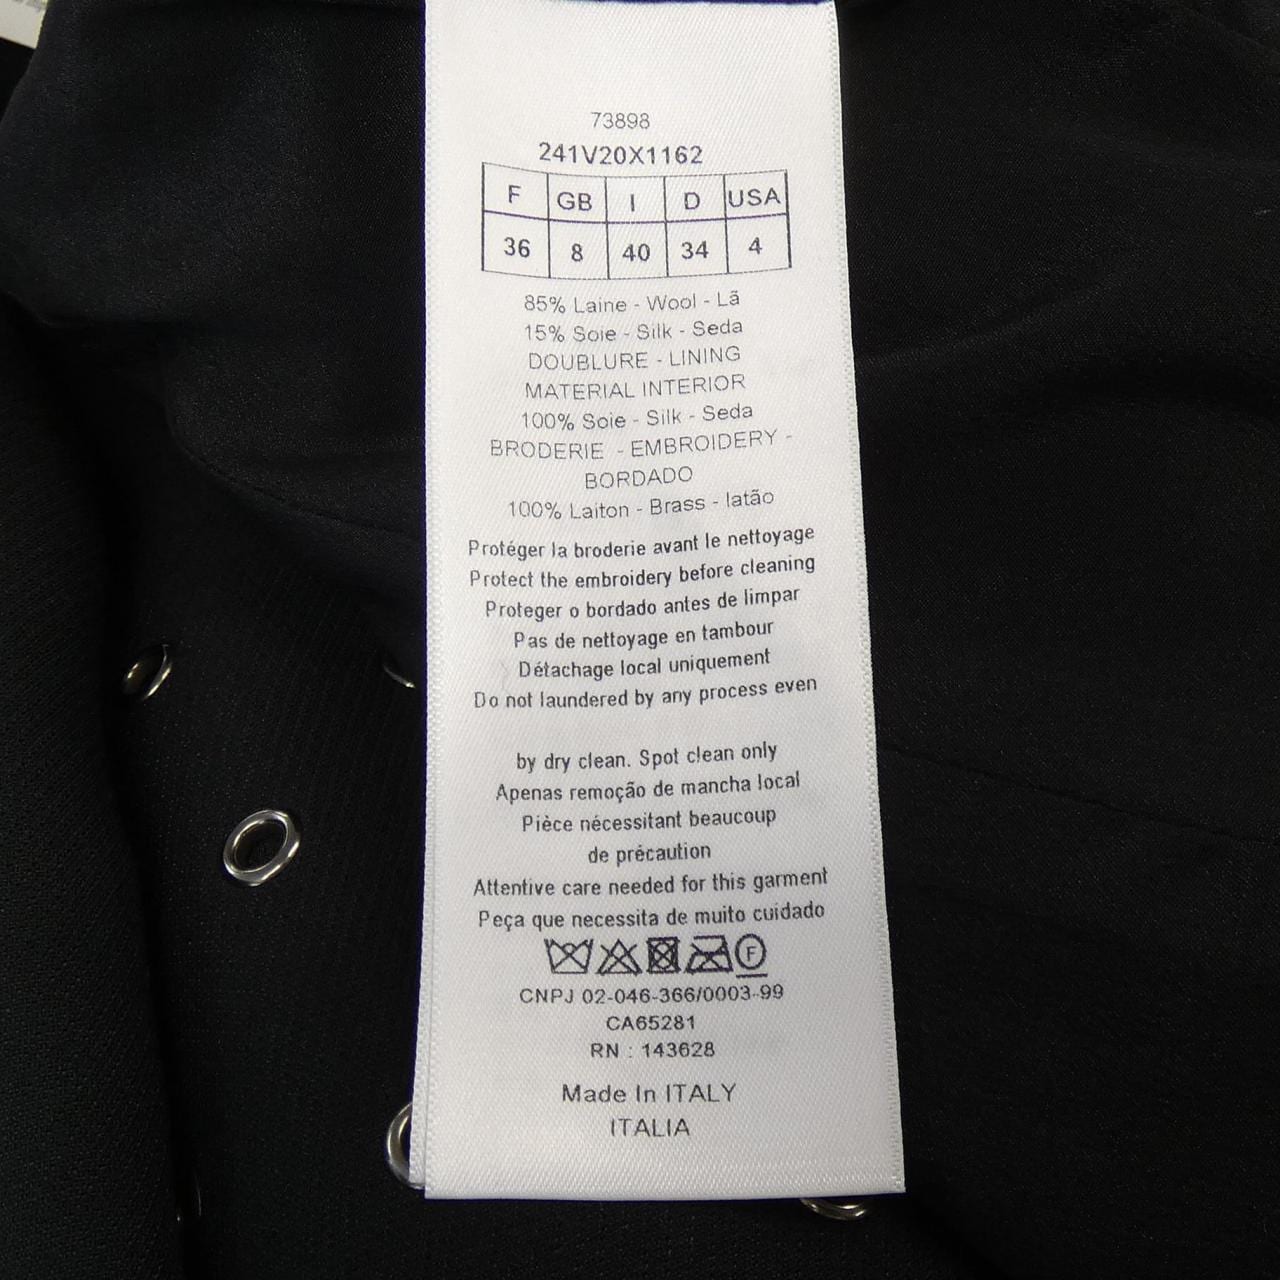 73898
241V20X1162
F GB I D USA
36 8 40 34 4
85% Laine - Wool - Lã
15% Soie - Silk - Seda
DOUBLURE - LINING
MATERIAL INTERIOR
100% Soie - Silk - Seda
BRODERIE - EMBROIDERY -
BORDADO
100% Laiton - Brass - latão
Protéger la broderie avant le nettoyage
Protect the embroidery before cleaning
Proteger o bordado antes de limpar
Pas de nettoyage en tambour
Détachage local uniquement
Do not laundered by any process even
by dry clean. Spot clean only
Apenas remoção de mancha local
Pièce nécessitant beaucoup
de précaution
Attentive care needed for this garment
Peça que necessita de muito cuidado
F
CNPJ 02-046-366/0003-99
CA65281
RN : 143628
Made In ITALY
ITALIA